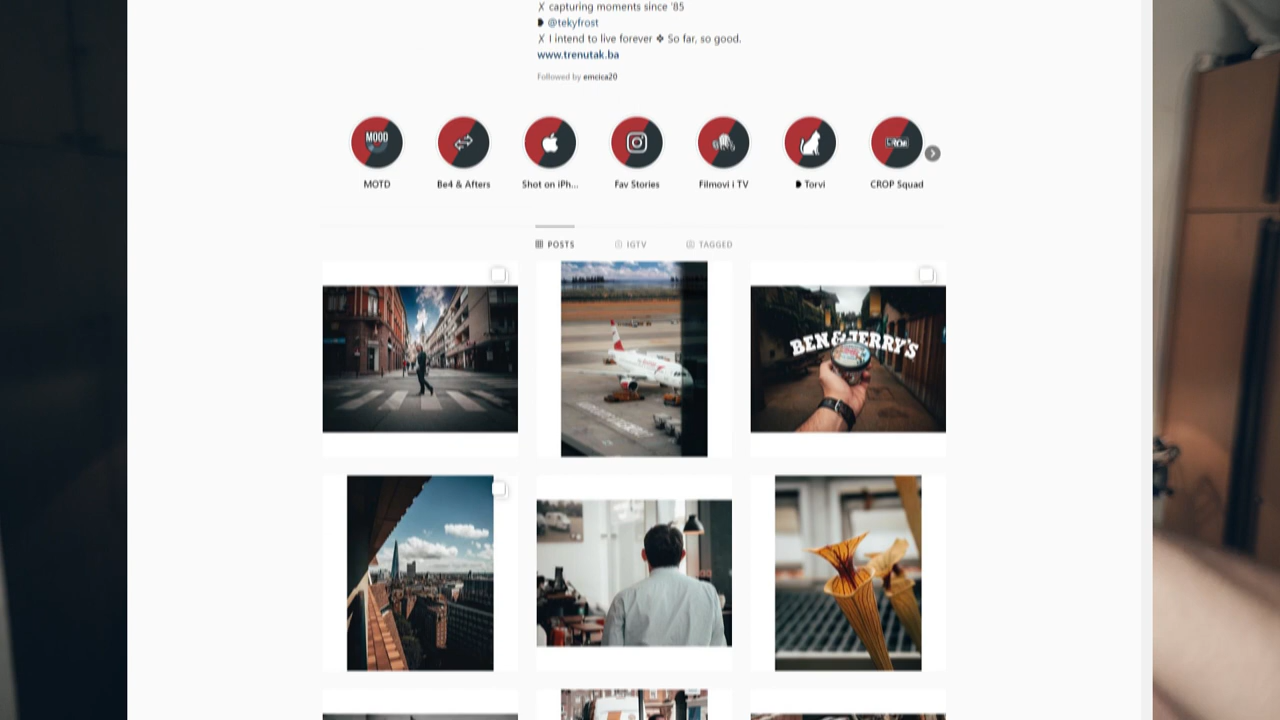 X capturing moments since '85
@tekyfrost
X I intend to live forever ❖ So far, so good.
www.trenutak.ba
Followed by emcica20
MOOD
CROP
MOTD
Be4 & Afters
Shot on iPh...
Fav Stories
Filmovi i TV
Torvi
CROP Squad
POSTS
IGTV
TAGGED
BEN & JERRY'S